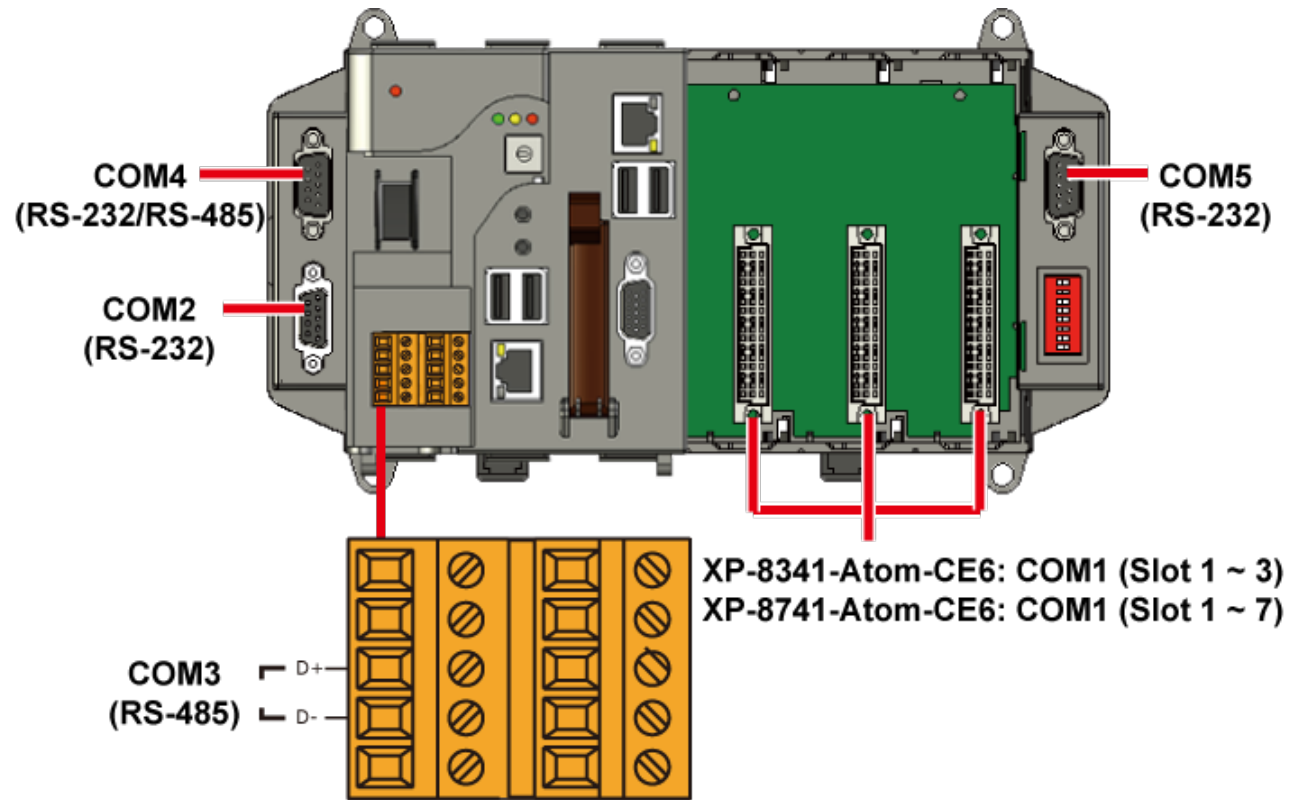 COM4
(RS-232/RS-485)
COM2
(RS-232)
COM5
(RS-232)
XP-8341-Atom-CE6: COM1 (Slot 1 ~ 3)
XP-8741-Atom-CE6: COM1 (Slot 1 ~ 7)
COM3
(RS-485)
D+
D-